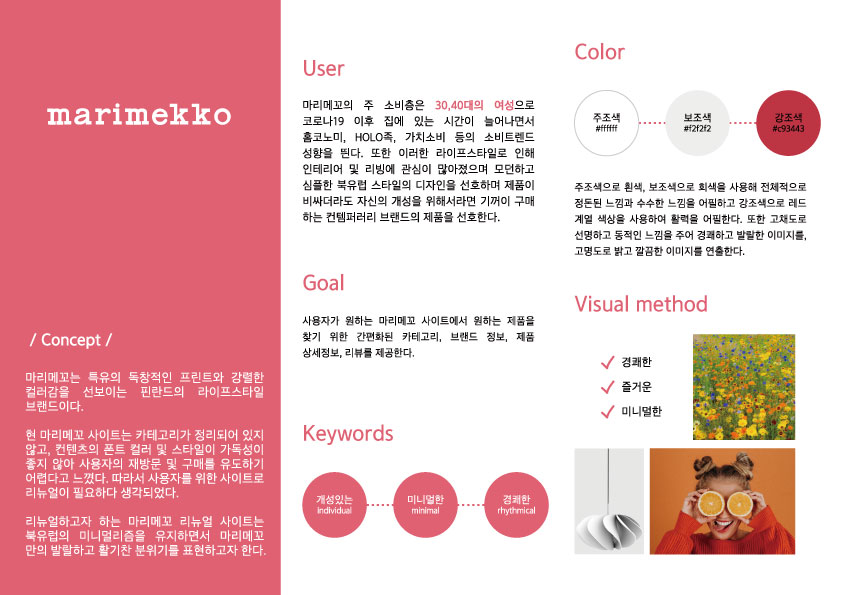 marimekko
/ Concept /
마리메꼬는 특유의 독창적인 프린트와 강렬한
컬러감을 선보이는 핀란드의 라이프스타일
브랜드이다.
현 마리메꼬 사이트는 카테고리가 정리되어 있지
않고, 컨텐츠의 폰트 컬러 및 스타일이 가독성이
좋지 않아 사용자의 재방문 및 구매를 유도하기
어렵다고 느꼈다. 따라서 사용자를 위한 사이트로
리뉴얼이 필요하다 생각되었다.
리뉴얼하고자 하는 마리메꼬 리뉴얼 사이트는
북유럽의 미니멀리즘을 유지하면서 마리메꼬
만의 발랄하고 활기찬 분위기를 표현하고자 한다.
User
마리메꼬의 주 소비층은 30,40대의 여성으로
코로나19 이후 집에 있는 시간이 늘어나면서
홈코노미, HOLO족, 가치소비 등의 소비트렌드
성향을 띈다. 또한 이러한 라이프스타일로 인해
인테리어 및 리빙에 관심이 많아졌으며 모던하고
심플한 북유럽 스타일의 디자인을 선호하며 제품이
비싸더라도 자신의 개성을 위해서라면 기꺼이 구매
하는 컨템퍼러리 브랜드의 제품을 선호한다.
Goal
사용자가 원하는 마리메꼬 사이트에서 원하는 제품을
찾기 위한 간편화된 카테고리, 브랜드 정보, 제품
상세정보, 리뷰를 제공한다.
Keywords
개성있는
individual
미니멀한
minimal
경쾌한
rhythmical
Color
주조색
#ffffff
보조색
#f2f2f2
강조색
#c93443
주조색으로 흰색, 보조색으로 회색을 사용해 전체적으로
정돈된 느낌과 수수한 느낌을 어필하고 강조색으로 레드
계열 색상을 사용하여 활력을 어필한다. 또한 고채도로
선명하고 동적인 느낌을 주어 경쾌하고 발랄한 이미지를,
고명도로 밝고 깔끔한 이미지를 연출한다.
Visual method
경쾌한
즐거운
미니멀한